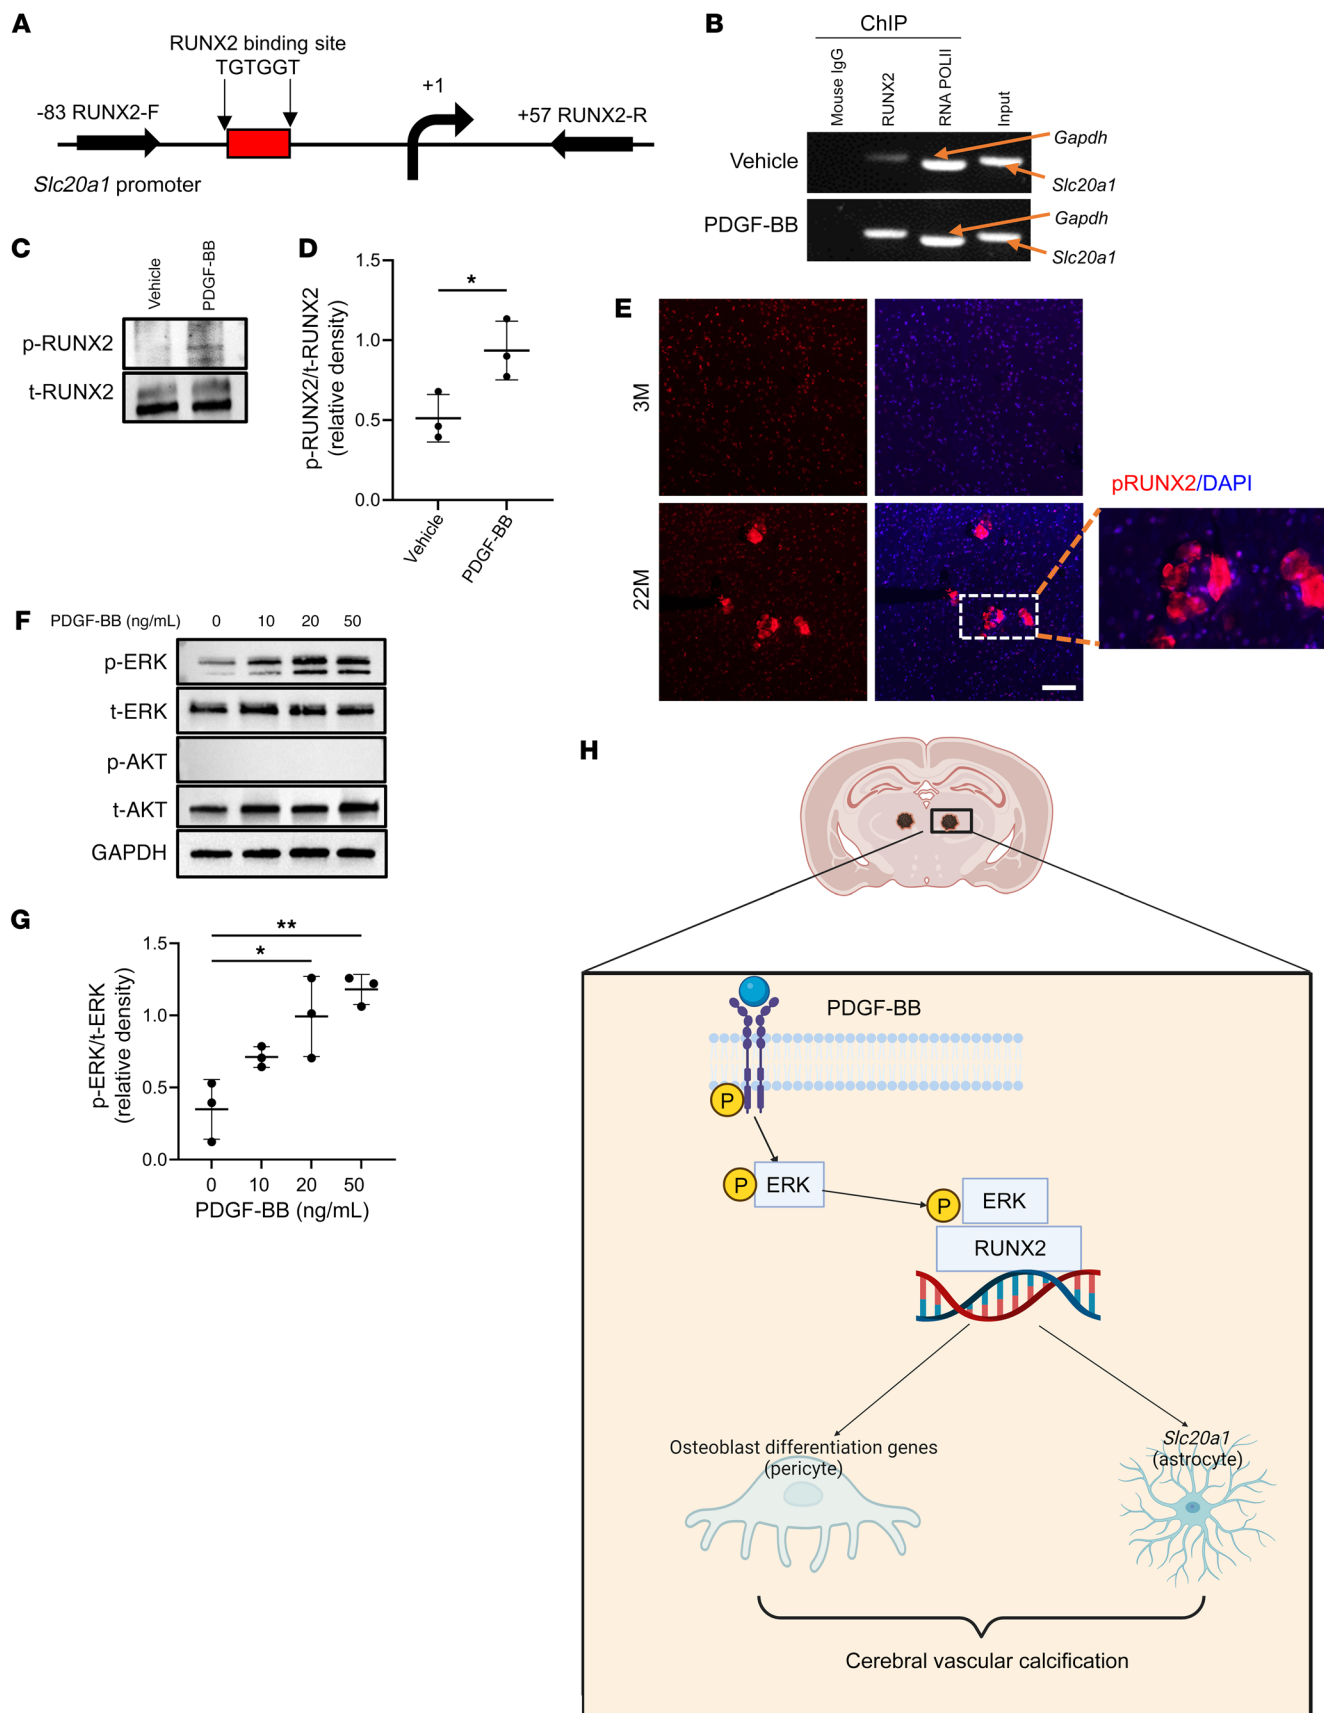 A
RUNX2 binding site
TGTGGT
-83 RUNX2-F
+1
+57 RUNX2-R
Slc20a1 promoter
B
ChIP
Mouse IgG
RUNX2
RNA POLII
Input
Vehicle
Gapdh
Slc20a1
PDGF-BB
Gapdh
Slc20a1
C
Vehicle
PDGF-BB
p-RUNX2
t-RUNX2
D
p-RUNX2/t-RUNX2
(relative density)
1.5
1.0
0.5
0.0
*
Vehicle
PDGF-BB
E
3M
22M
pRUNX2/DAPI
F
PDGF-BB (ng/mL) 0 10 20 50
p-ERK
t-ERK
p-AKT
t-AKT
GAPDH
G
p-ERK/t-ERK
(relative density)
1.5
1.0
0.5
0.0
**
*
0 10 20 50
PDGF-BB (ng/mL)
H
PDGF-BB
P
P ERK
P ERK
RUNX2
Osteoblast differentiation genes
(pericyte)
Slc20a1
(astrocyte)
Cerebral vascular calcification